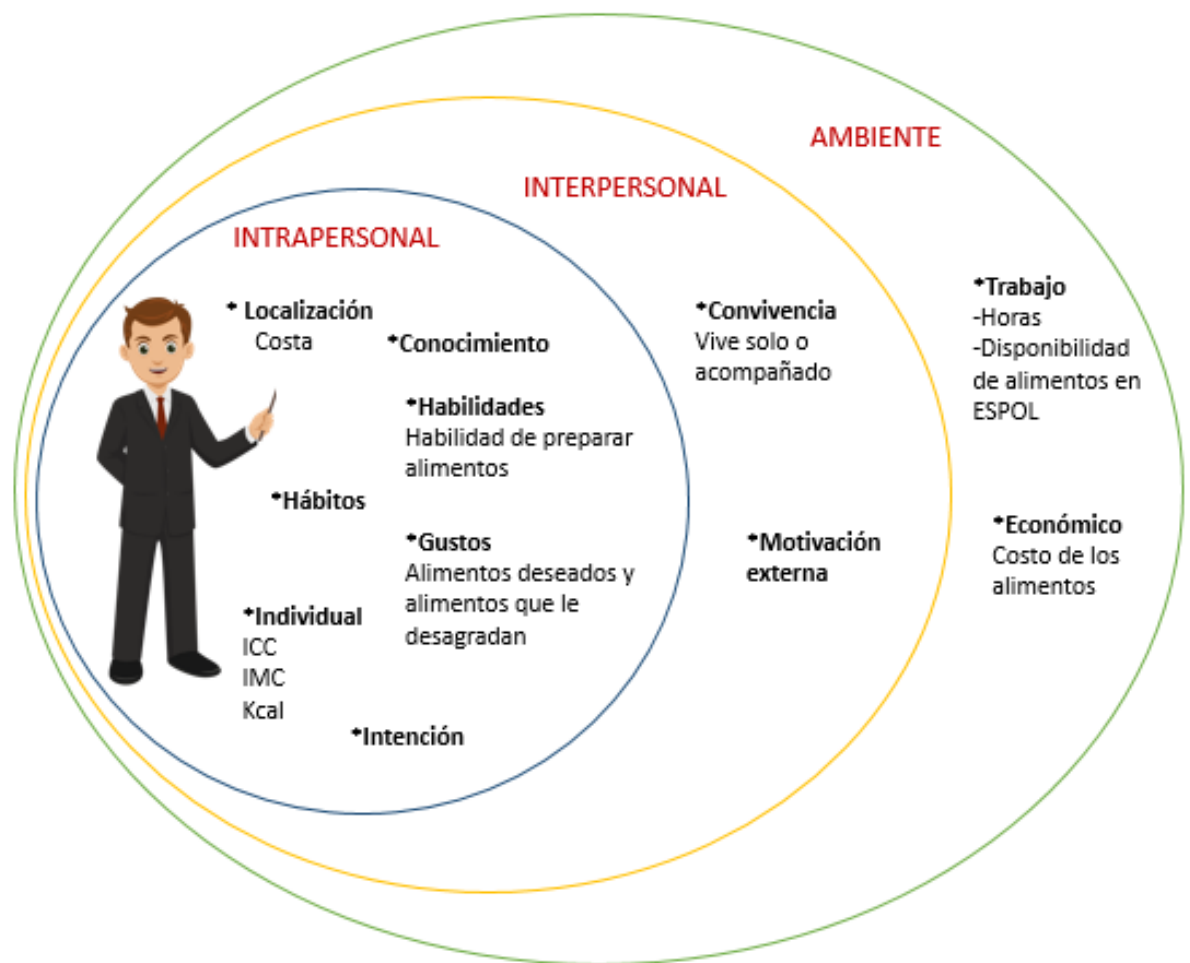 AMBIENTE
INTERPERSONAL
INTRAPERSONAL
* Localización
Costa
*Conocimiento
*Habilidades
Habilidad de preparar
alimentos
*Hábitos
*Gustos
Alimentos deseados y
alimentos que le
desagradan
*Individual
ICC
IMC
Kcal
*Intención
*Convivencia
Vive solo o
acompañado
*Motivación
externa
*Trabajo
-Horas
-Disponibilidad
de alimentos en
ESPOL
*Económico
Costo de los
alimentos